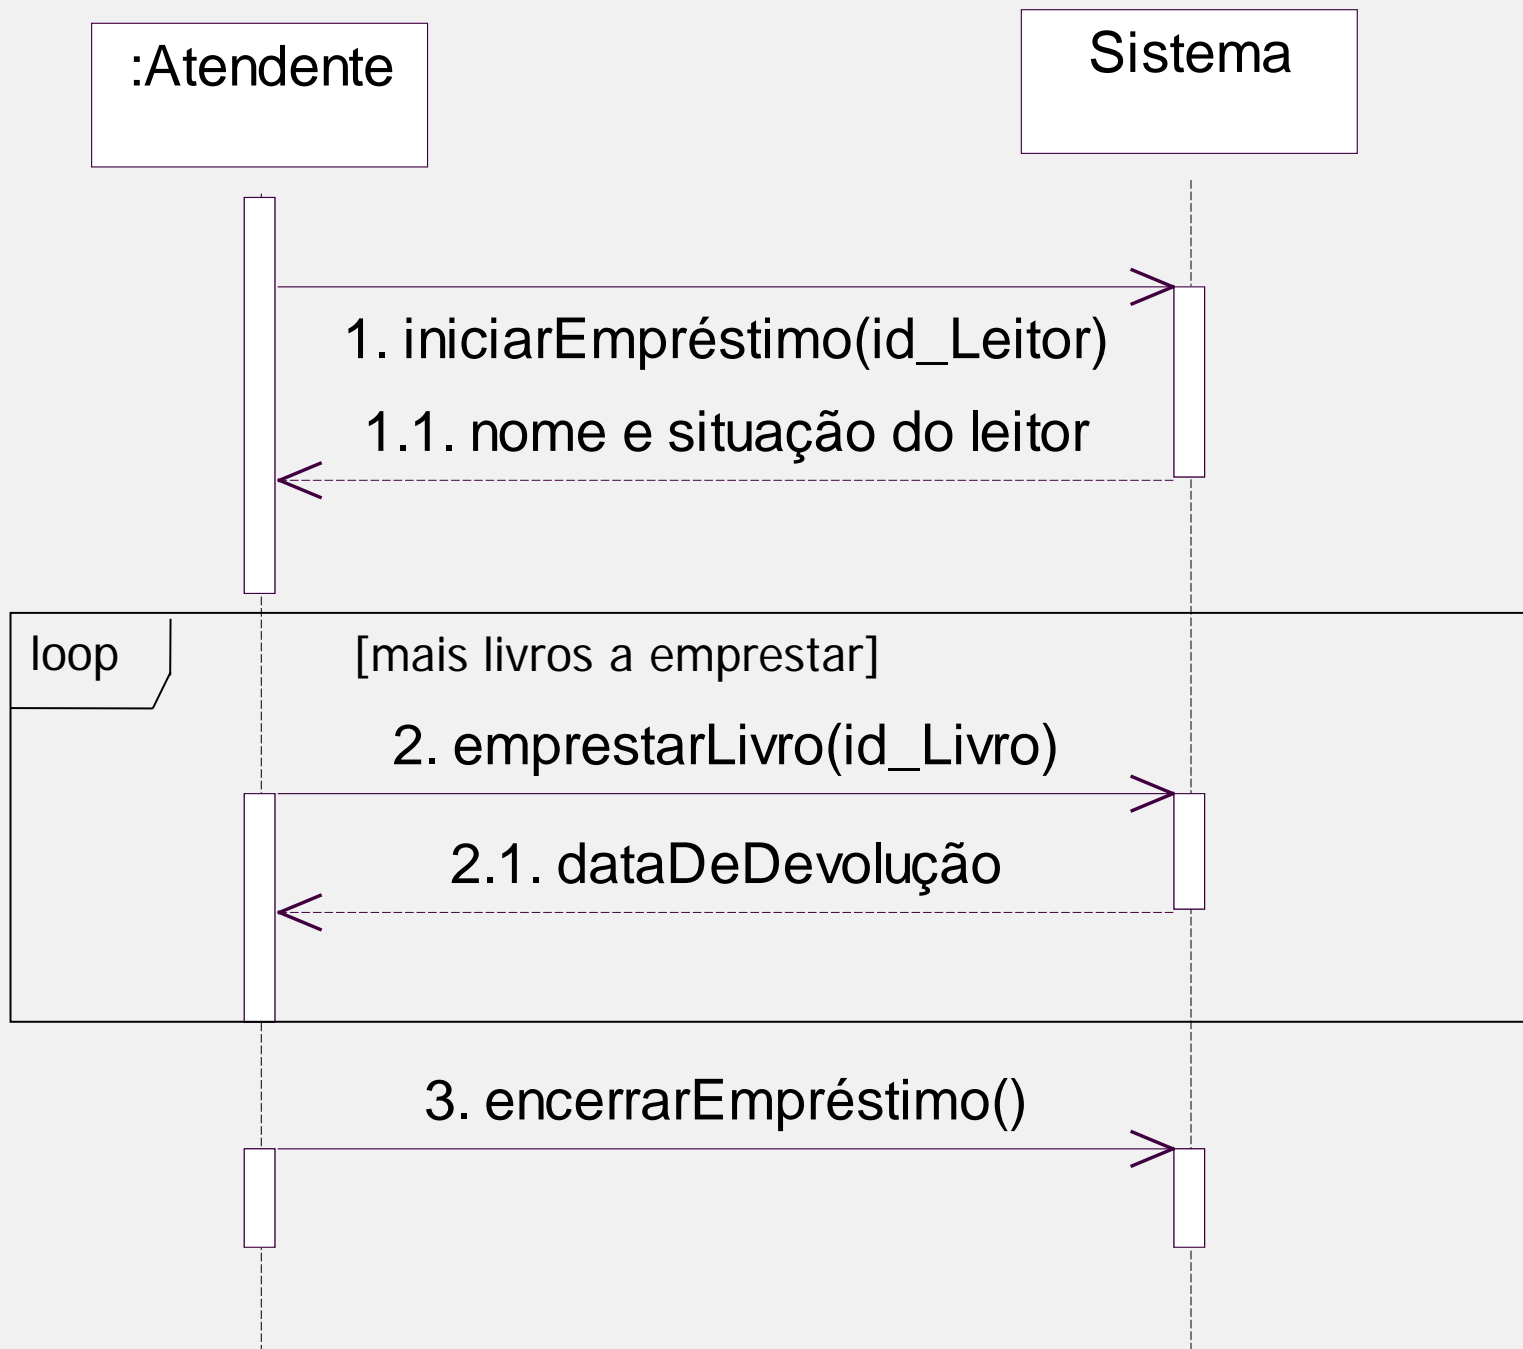 :Atendente
Sistema
1. iniciarEmpréstimo(id_Leitor)
1.1. nome e situação do leitor
loop
[mais livros a emprestar]
2. emprestarLivro(id_Livro)
2.1. dataDeDevolução
3. encerrarEmpréstimo()